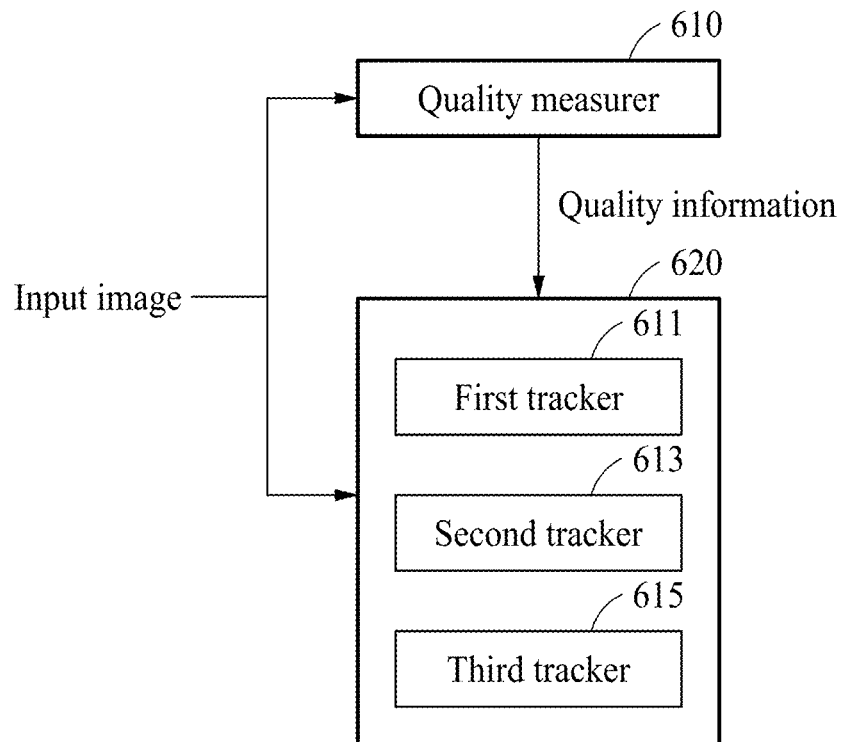 610
Quality measurer
Quality information
620
Input image
611
First tracker
613
Second tracker
615
Third tracker